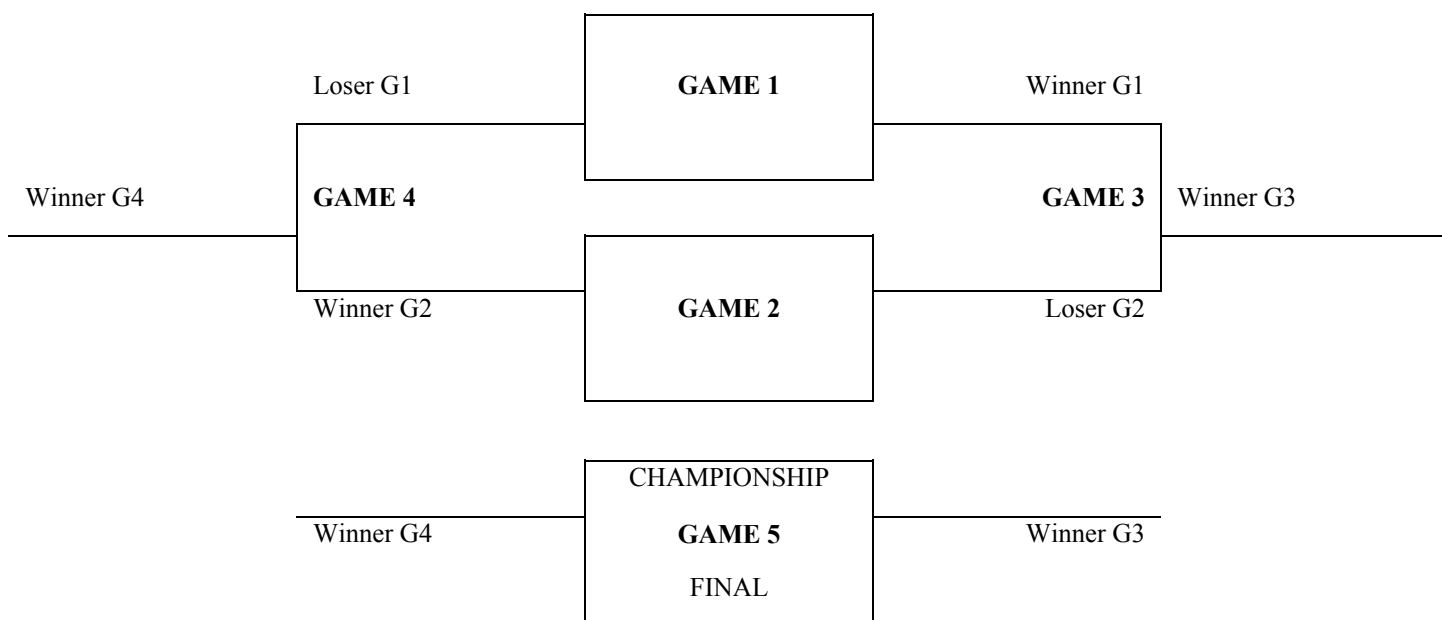 Loser G1 GAME 1 Winner G1
Winner G4 GAME 4 GAME 3 Winner G3
Winner G2 GAME 2 Loser G2
CHAMPIONSHIP
Winner G4 GAME 5 Winner G3
FINAL